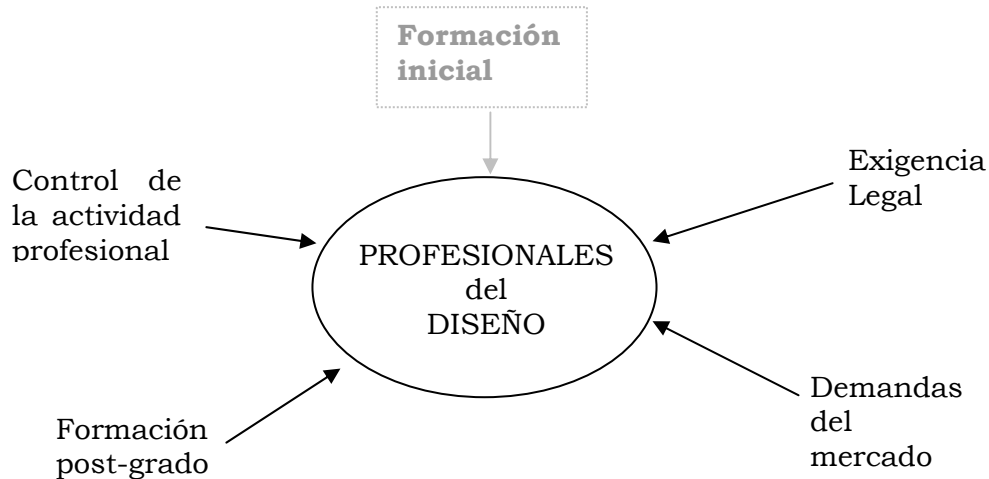 Formación
inicial
Control de
la actividad
profesional
Exigencia
Legal
PROFESIONALES
del
DISEÑO
Formación
post-grado
Demandas
del
mercado